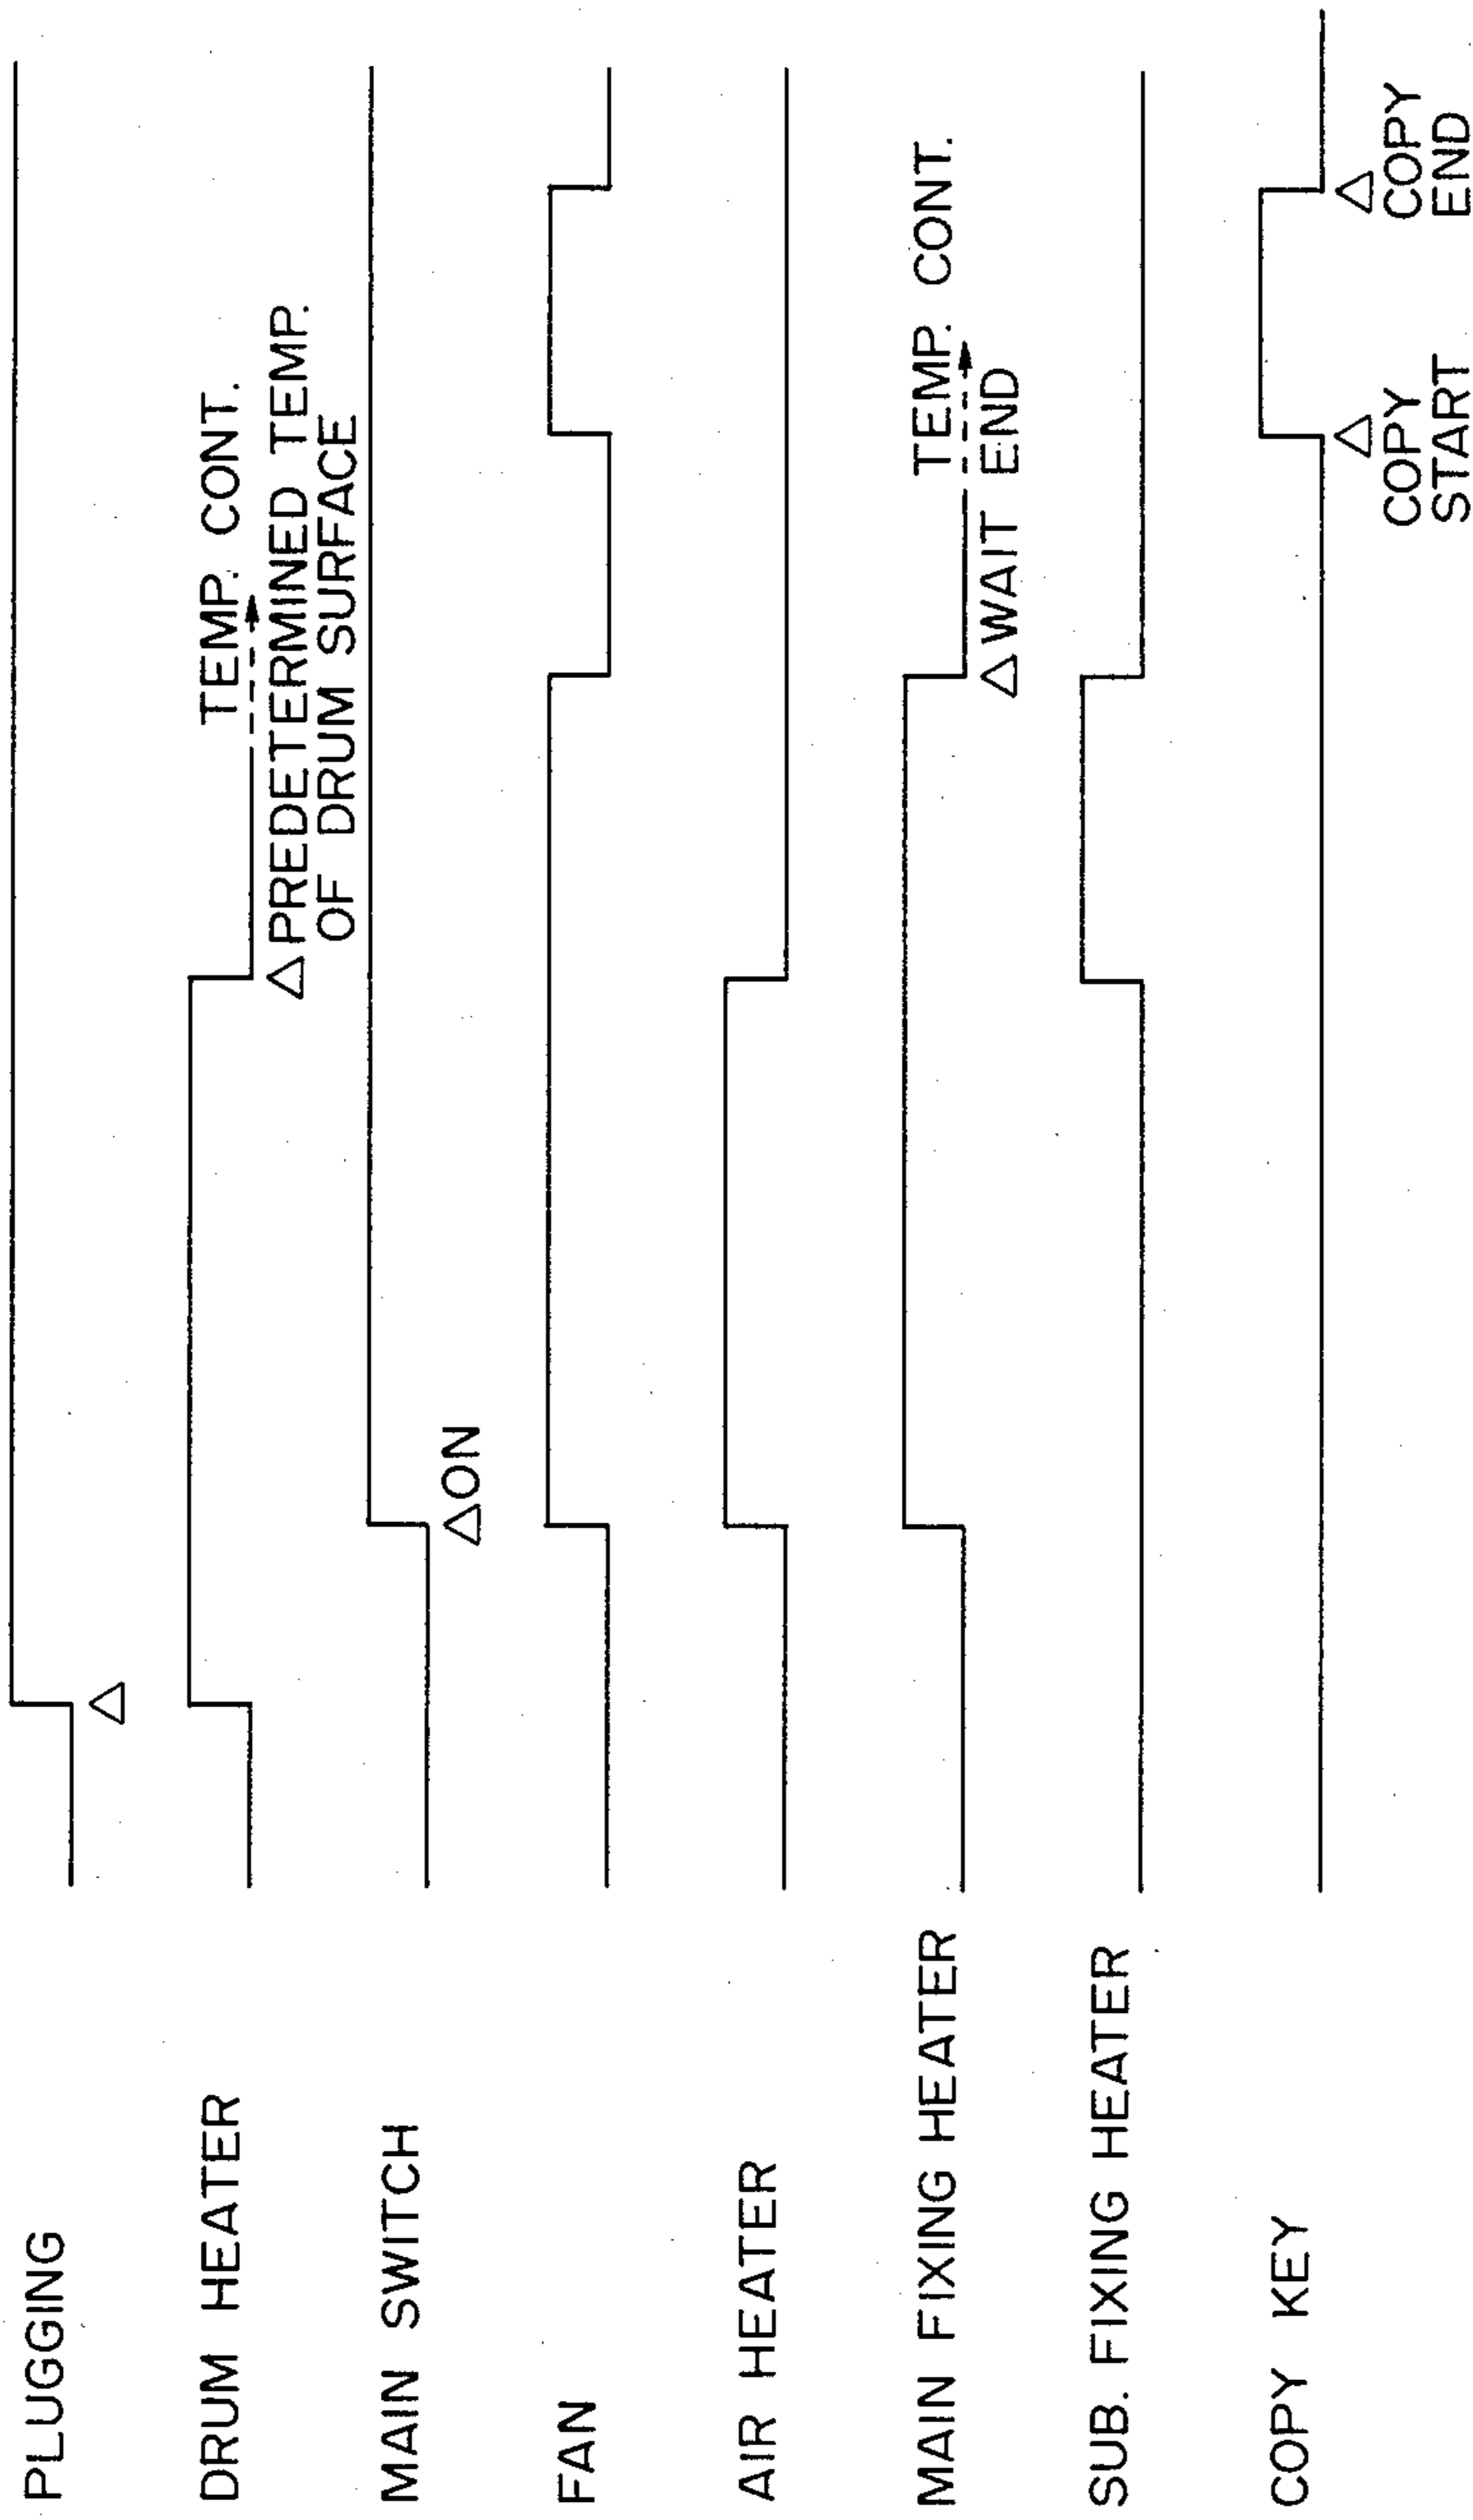 PLUGGING
DRUM HEATER
TEMP. CONT.
PREDETERMINED TEMP.
OF DRUM SURFACE
MAIN SWITCH
ON
FAN
AIR HEATER
MAIN FIXING HEATER
TEMP. CONT.
WAIT END
SUB. FIXING HEATER
COPY KEY
COPY
START
COPY
END